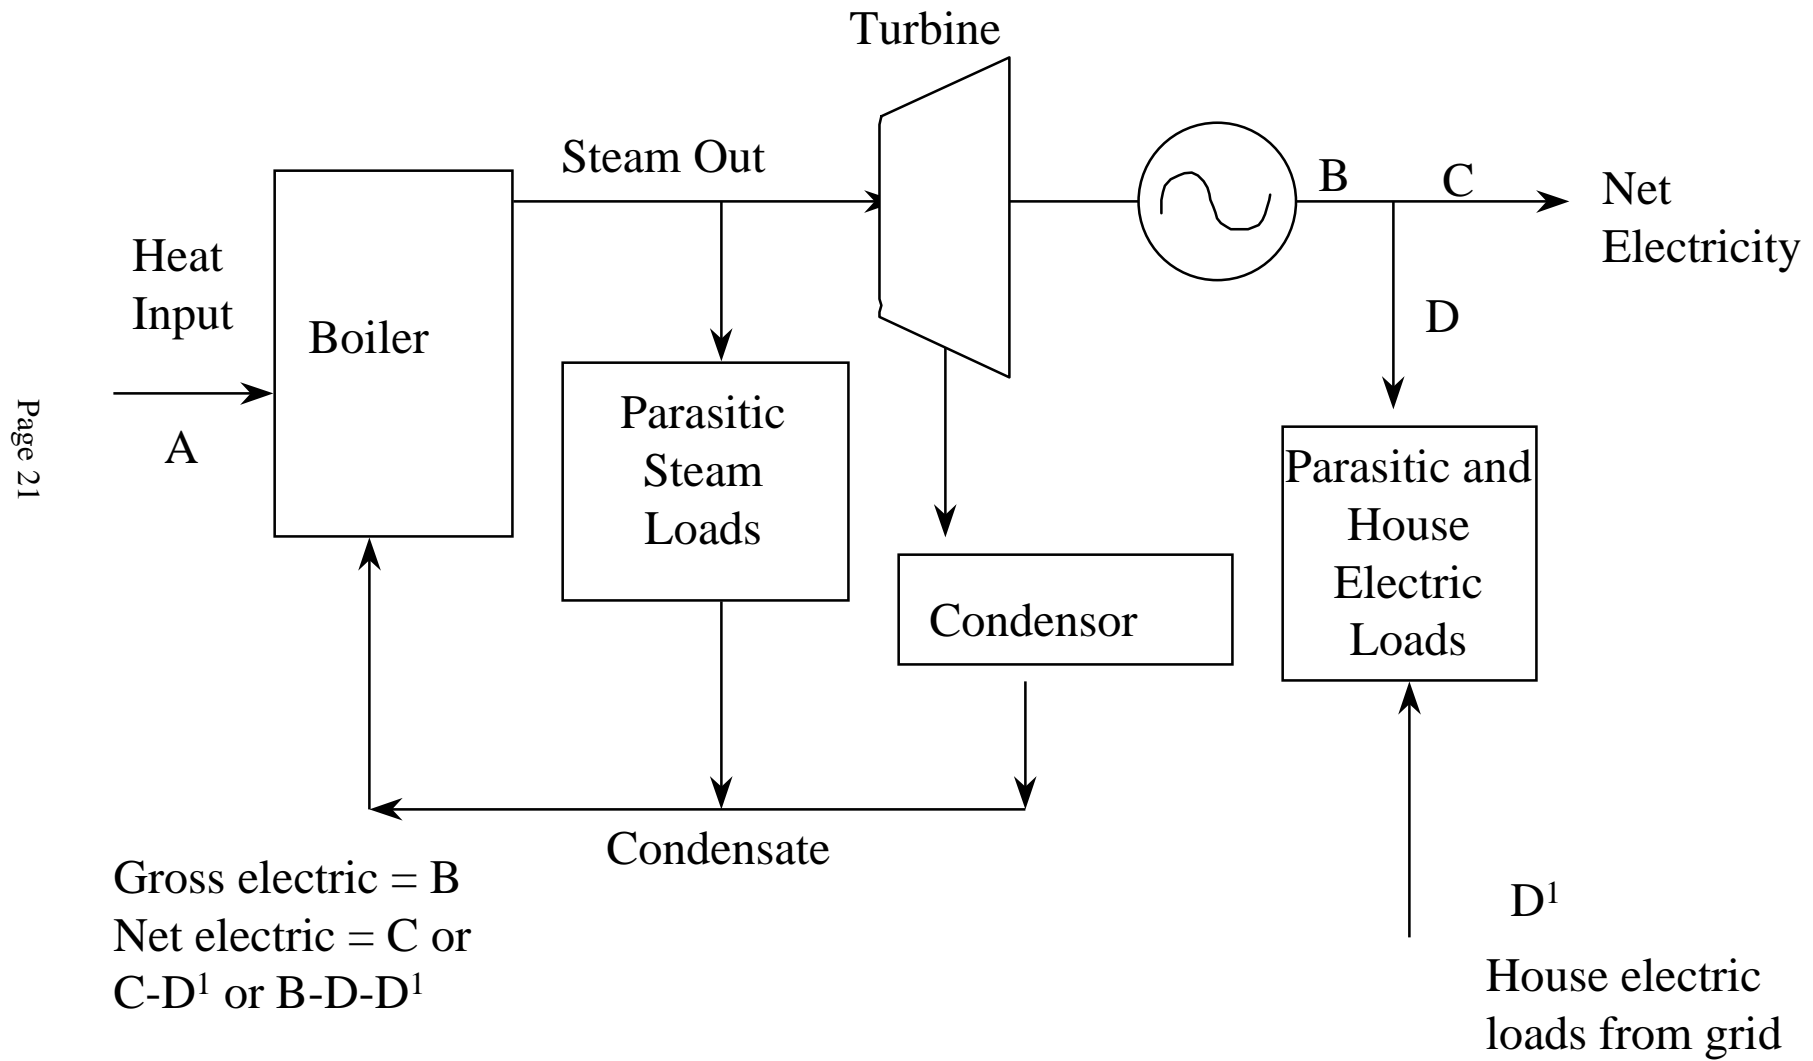 Turbine
Steam Out
B
C
Net
Electricity
Heat
Input
Boiler
D
A
Page 21
Parasitic
Steam
Loads
Parasitic and
House
Electric
Loads
Condensor
Condensate
Gross electric = B
Net electric = C or
C-D¹ or B-D-D¹
D¹
House electric
loads from grid